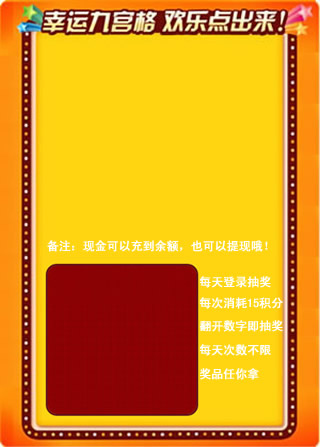 幸运九宫格 欢乐点出来！
备注：现金可以充到余额，也可以提现哦！
每天登录抽奖
每次消耗15积分
翻开数字即抽奖
每天次数不限
奖品任你拿